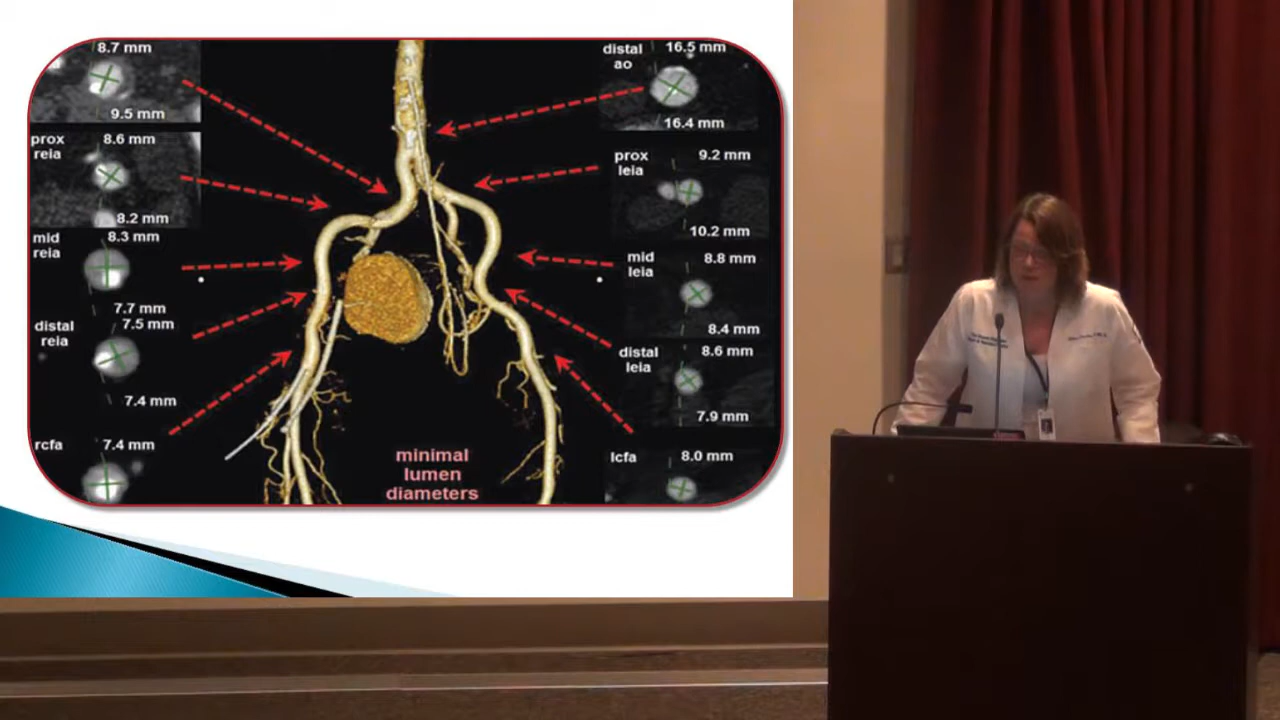 8.7 mm
9.5 mm
prox
reia
8.6 mm
8.2 mm
mid
reia
8.3 mm
7.7 mm
distal
reia
7.5 mm
7.4 mm
rcfa
7.4 mm
minimal
lumen
diameters
distal
ao
16.5 mm
16.4 mm
prox
leia
9.2 mm
10.2 mm
mid
leia
8.8 mm
8.4 mm
distal
leia
8.6 mm
7.9 mm
lcfa
8.0 mm